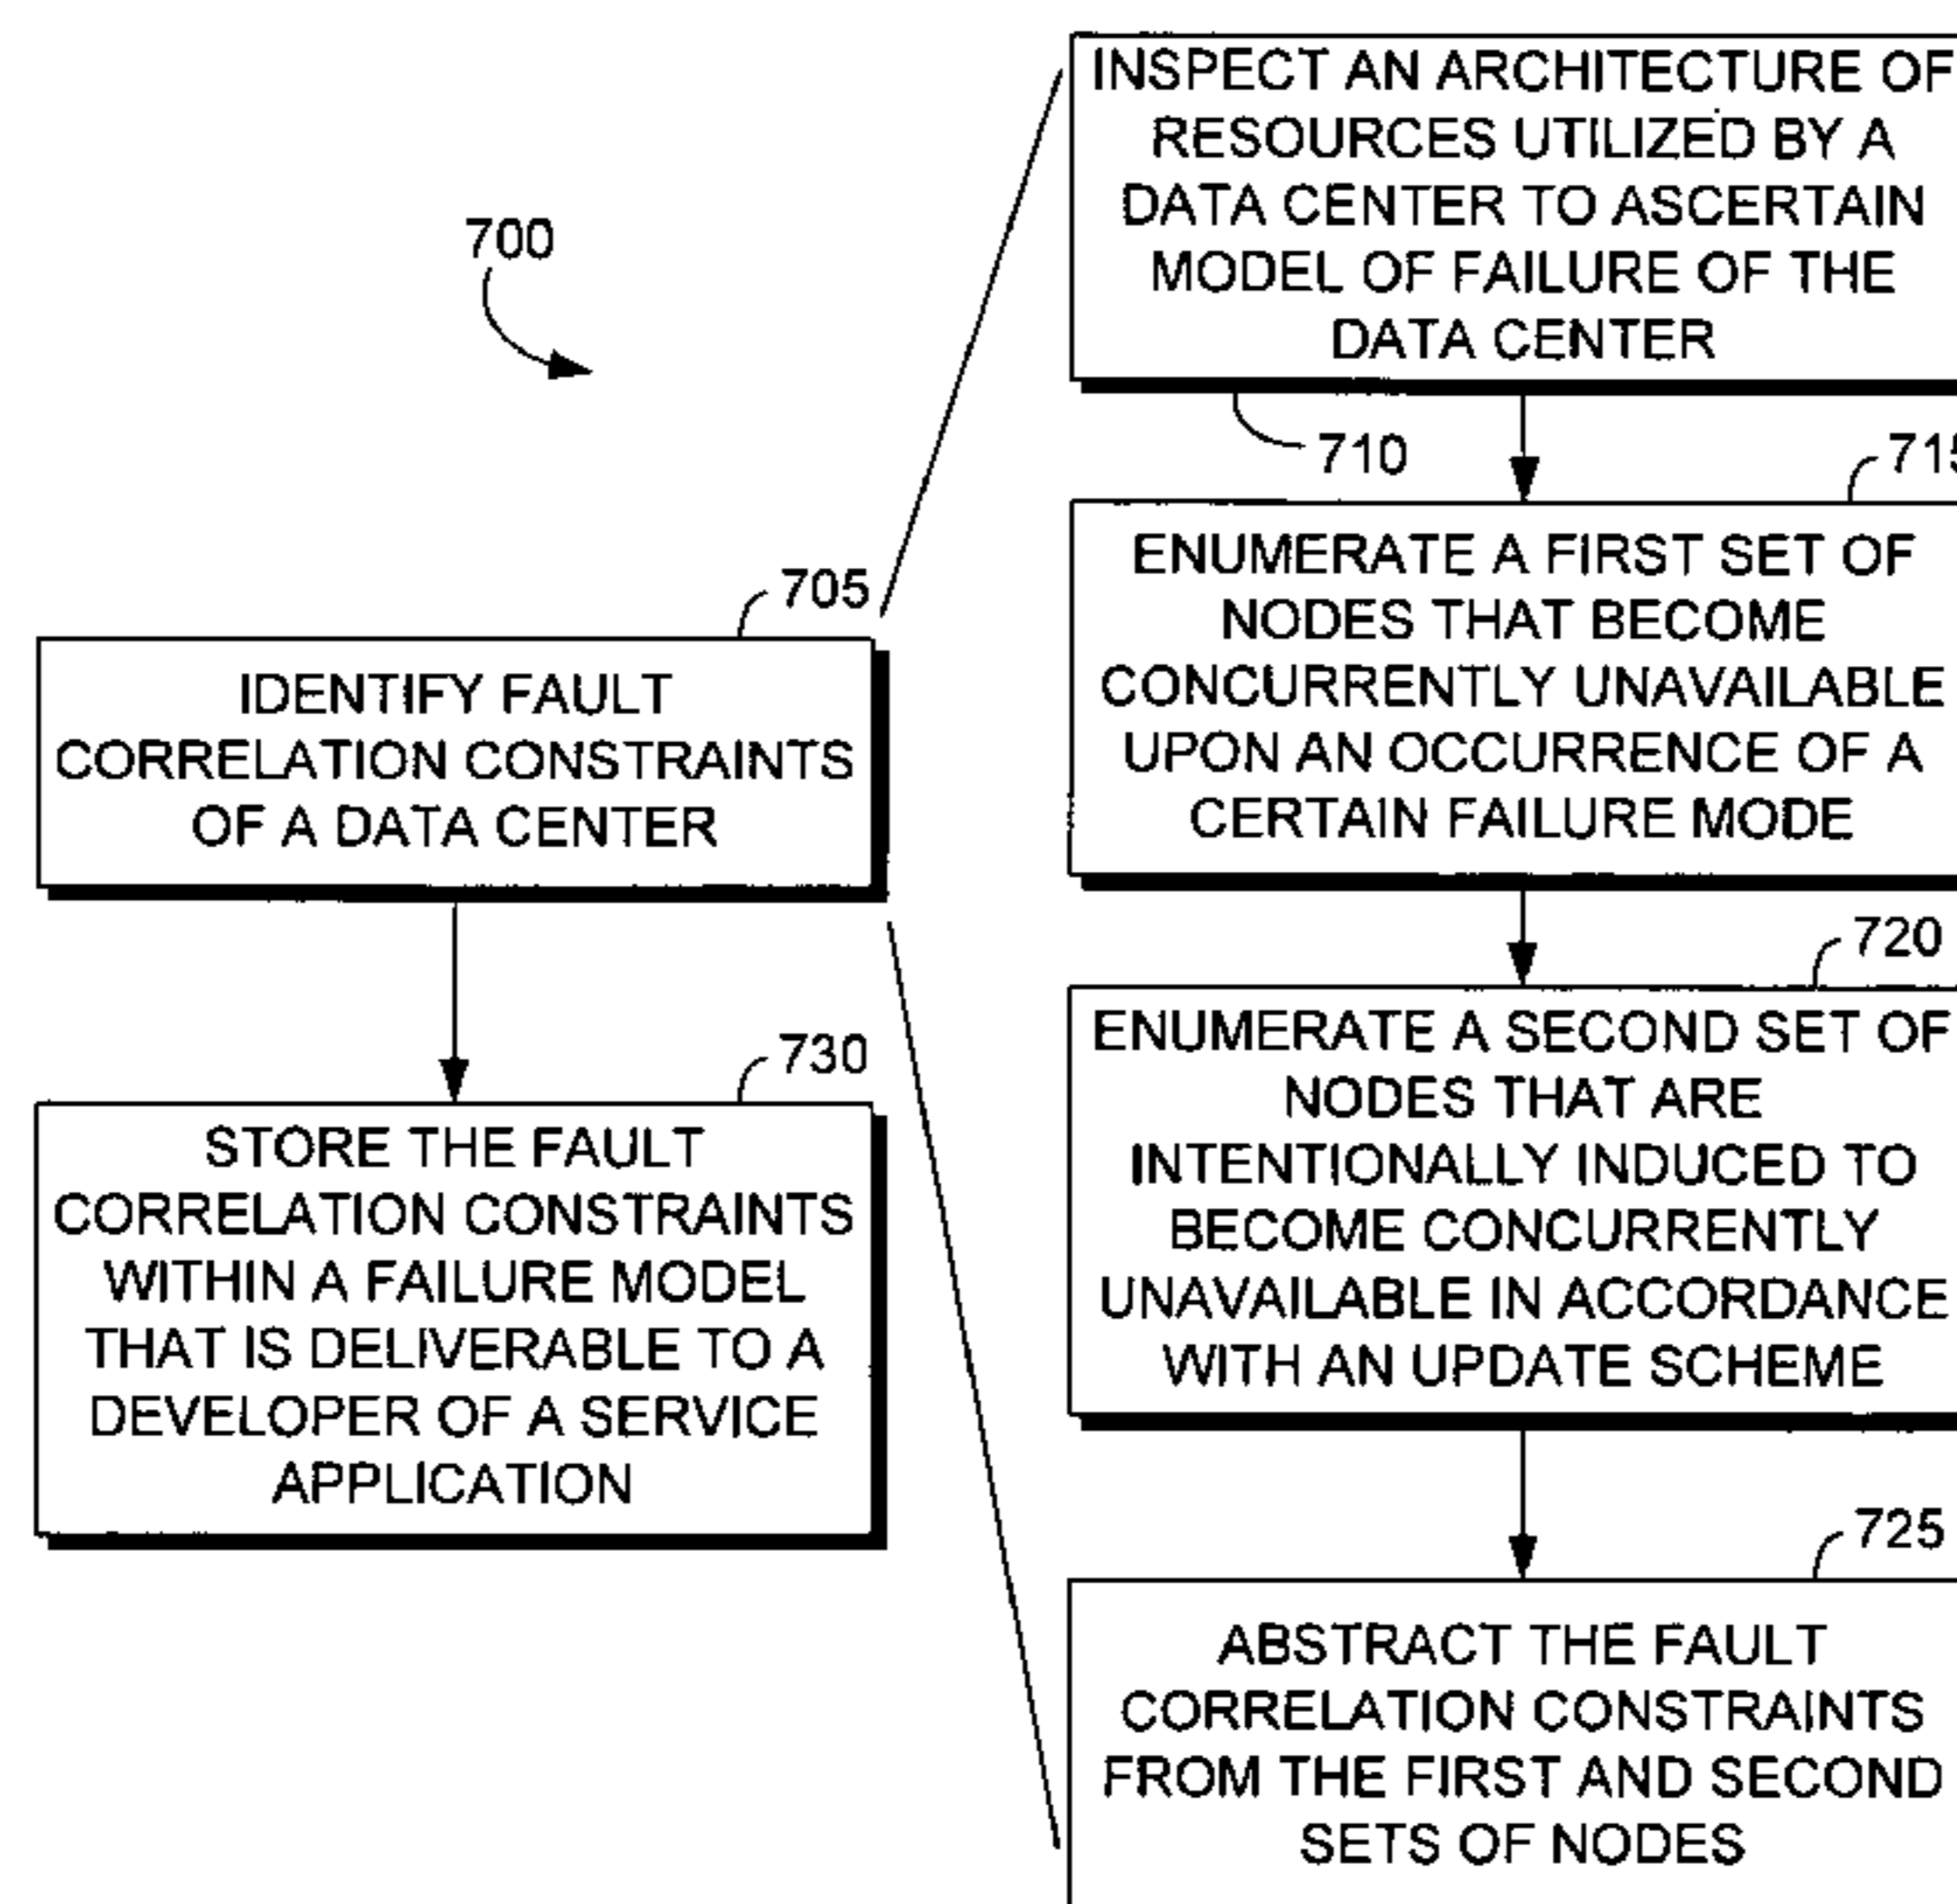 700
705
IDENTIFY FAULT
CORRELATION CONSTRAINTS
OF A DATA CENTER
730
STORE THE FAULT
CORRELATION CONSTRAINTS
WITHIN A FAILURE MODEL
THAT IS DELIVERABLE TO A
DEVELOPER OF A SERVICE
APPLICATION
INSPECT AN ARCHITECTURE OF
RESOURCES UTILIZED BY A
DATA CENTER TO ASCERTAIN
MODEL OF FAILURE OF THE
DATA CENTER
710
715
ENUMERATE A FIRST SET OF
NODES THAT BECOME
CONCURRENTLY UNAVAILABLE
UPON AN OCCURRENCE OF A
CERTAIN FAILURE MODE
720
ENUMERATE A SECOND SET OF
NODES THAT ARE
INTENTIONALLY INDUCED TO
BECOME CONCURRENTLY
UNAVAILABLE IN ACCORDANCE
WITH AN UPDATE SCHEME
725
ABSTRACT THE FAULT
CORRELATION CONSTRAINTS
FROM THE FIRST AND SECOND
SETS OF NODES